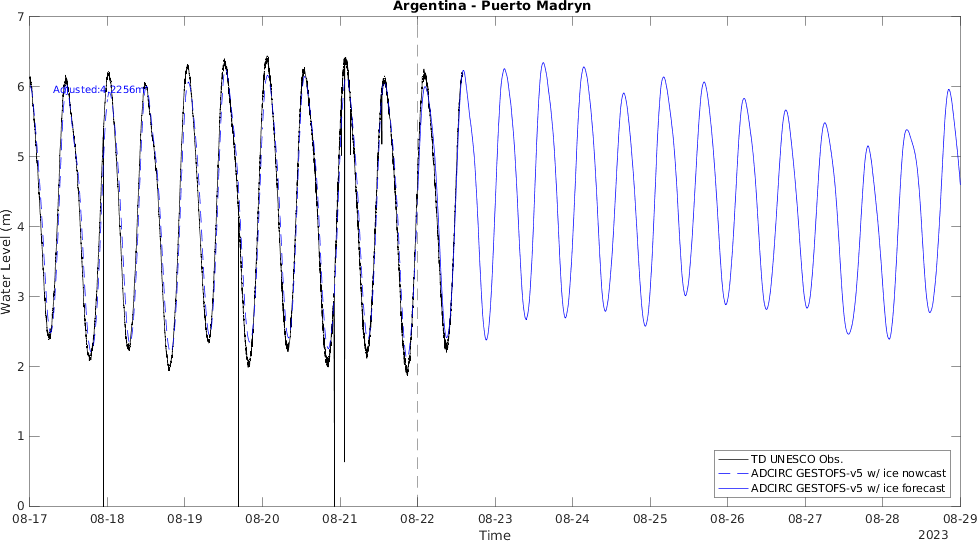 Argentina - Puerto Madryn
7
6
5
4
3
2
1
0
Water Level (m)
Adjusted:4.2256m
TD UNESCO Obs.
ADCIRC GESTOFS-v5 w/ ice nowcast
ADCIRC GESTOFS-v5 w/ ice forecast
08-17 08-18 08-19 08-20 08-21 08-22 08-23 08-24 08-25 08-26 08-27 08-28 08-29
Time
2023